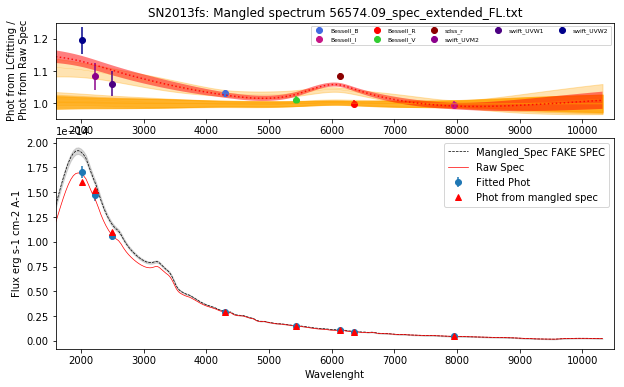 SN2013fs: Mangled spectrum 56574.09_spec_extended_FL.txt
Phot from LCfitting /
Phot from Raw Spec
1.2
1.1
1.0
Bessell_B
Bessell_R
sdss_r
swift_UVW1
swift_UVW2
Bessell_I
Bessell_V
swift_UVM2
2000 3000 4000 5000 6000 7000 8000 9000 10000
1e−14
Flux erg s-1 cm-2 A-1
2.00
1.75
1.50
1.25
1.00
0.75
0.50
0.25
0.00
Mangled_Spec FAKE SPEC
Raw Spec
Fitted Phot
Phot from mangled spec
2000 3000 4000 5000 6000 7000 8000 9000 10000
Wavelenght